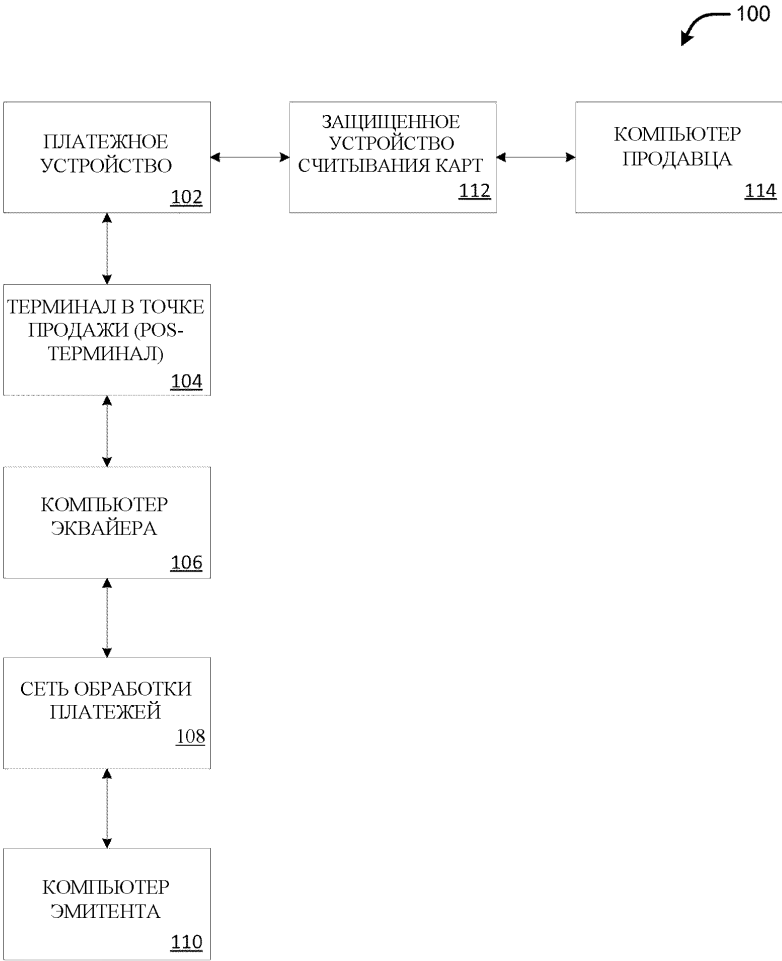 100
ПЛАТЕЖНОЕ
УСТРОЙСТВО
102
ЗАЩИЩЕННОЕ
УСТРОЙСТВО
СЧИТЫВАНИЯ КАРТ
112
КОМПЬЮТЕР
ПРОДАВЦА
114
ТЕРМИНАЛ В ТОЧКЕ
ПРОДАЖИ (POS-
ТЕРМИНАЛ)
104
КОМПЬЮТЕР
ЭКВАЙЕРА
106
СЕТЬ ОБРАБОТКИ
ПЛАТЕЖЕЙ
108
КОМПЬЮТЕР
ЭМИТЕНТА
110